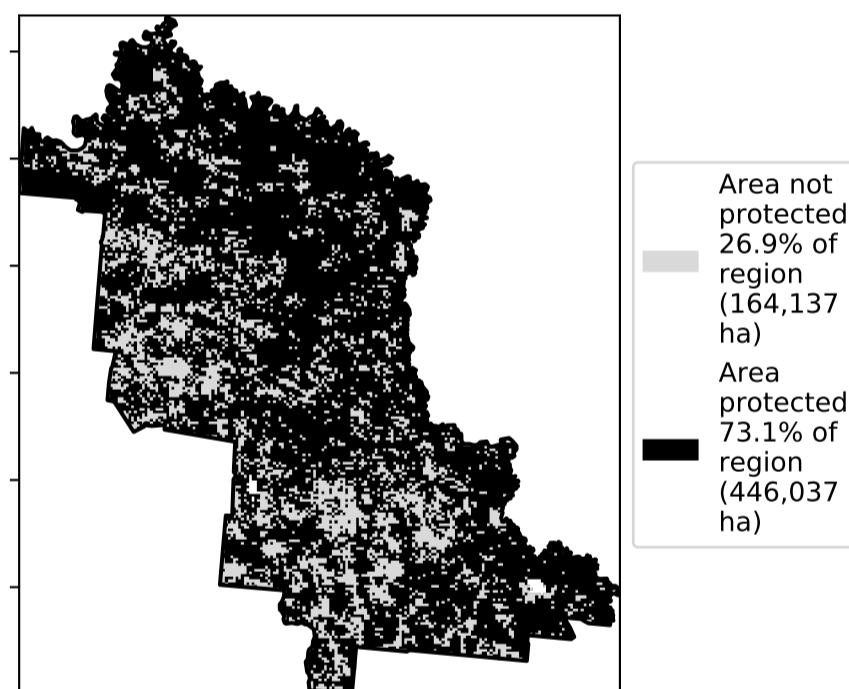 Area not
protected
26.9% of
region
(164,137
ha)
Area
protected
73.1% of
region
(446,037
ha)